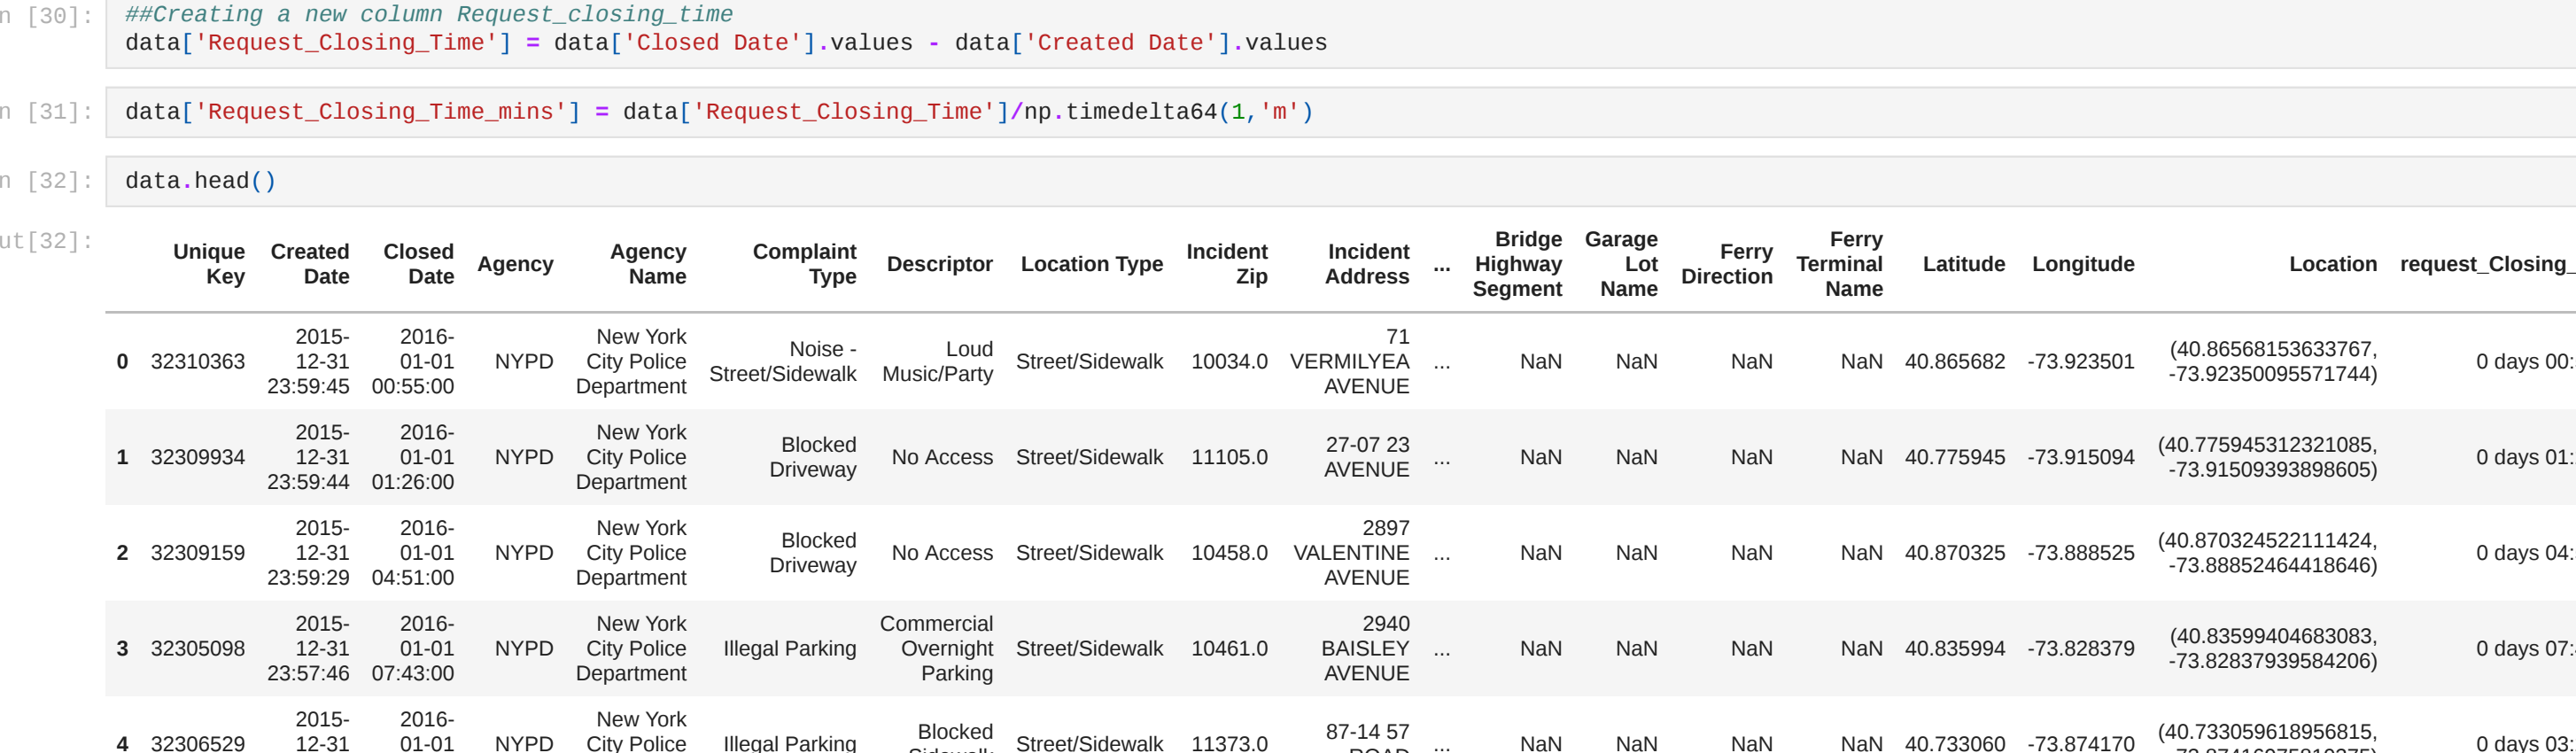 n [30]:
##Creating a new column Request_closing_time
data['Request_Closing_Time'] = data['Closed Date'].values - data['Created Date'].values
n [31]:
data['Request_Closing_Time_mins'] = data['Request_Closing_Time']/np.timedelta64(1,'m')
n [32]:
data.head()
ut[32]:
Unique Key Created Date Closed Date Agency Agency Name Complaint Type Descriptor Location Type Incident Zip Incident Address ... Bridge Highway Segment Garage Lot Name Ferry Direction Ferry Terminal Name Latitude Longitude Location request_Closing_
0 32310363 2015-12-31 23:59:45 2016-01-01 00:55:00 NYPD New York City Police Department Noise - Street/Sidewalk Loud Music/Party Street/Sidewalk 10034.0 71 VERMILYEA AVENUE ... NaN NaN NaN NaN 40.865682 -73.923501 (40.86568153633767, -73.92350095571744) 0 days 00:
1 32309934 2015-12-31 23:59:44 2016-01-01 01:26:00 NYPD New York City Police Department Blocked Driveway No Access Street/Sidewalk 11105.0 27-07 23 AVENUE ... NaN NaN NaN NaN 40.775945 -73.915094 (40.775945312321085, -73.91509393898605) 0 days 01:
2 32309159 2015-12-31 23:59:29 2016-01-01 04:51:00 NYPD New York City Police Department Blocked Driveway No Access Street/Sidewalk 10458.0 2897 VALENTINE AVENUE ... NaN NaN NaN NaN 40.870325 -73.888525 (40.870324522111424, -73.88852464418646) 0 days 04:
3 32305098 2015-12-31 23:57:46 2016-01-01 07:43:00 NYPD New York City Police Department Illegal Parking Commercial Overnight Parking Street/Sidewalk 10461.0 2940 BAISLEY AVENUE ... NaN NaN NaN NaN 40.835994 -73.828379 (40.83599404683083, -73.82837939584206) 0 days 07:
4 32306529 2015-12-31 2016-01-01 NYPD New York City Police Illegal Parking Blocked Street/Sidewalk 11373.0 87-14 57 ... NaN NaN NaN NaN 40.733060 -73.874170 (40.733059618956815, 0 days 03: